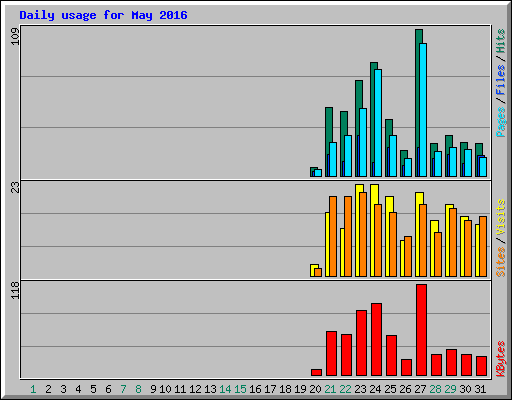 Daily usage for May 2016
109
Pages / Files / Hits
23
Sites / Visits
118
KBytes
1 2 3 4 5 6 7 8 9 10 11 12 13 14 15 16 17 18 19 20 21 22 23 24 25 26 27 28 29 30 31